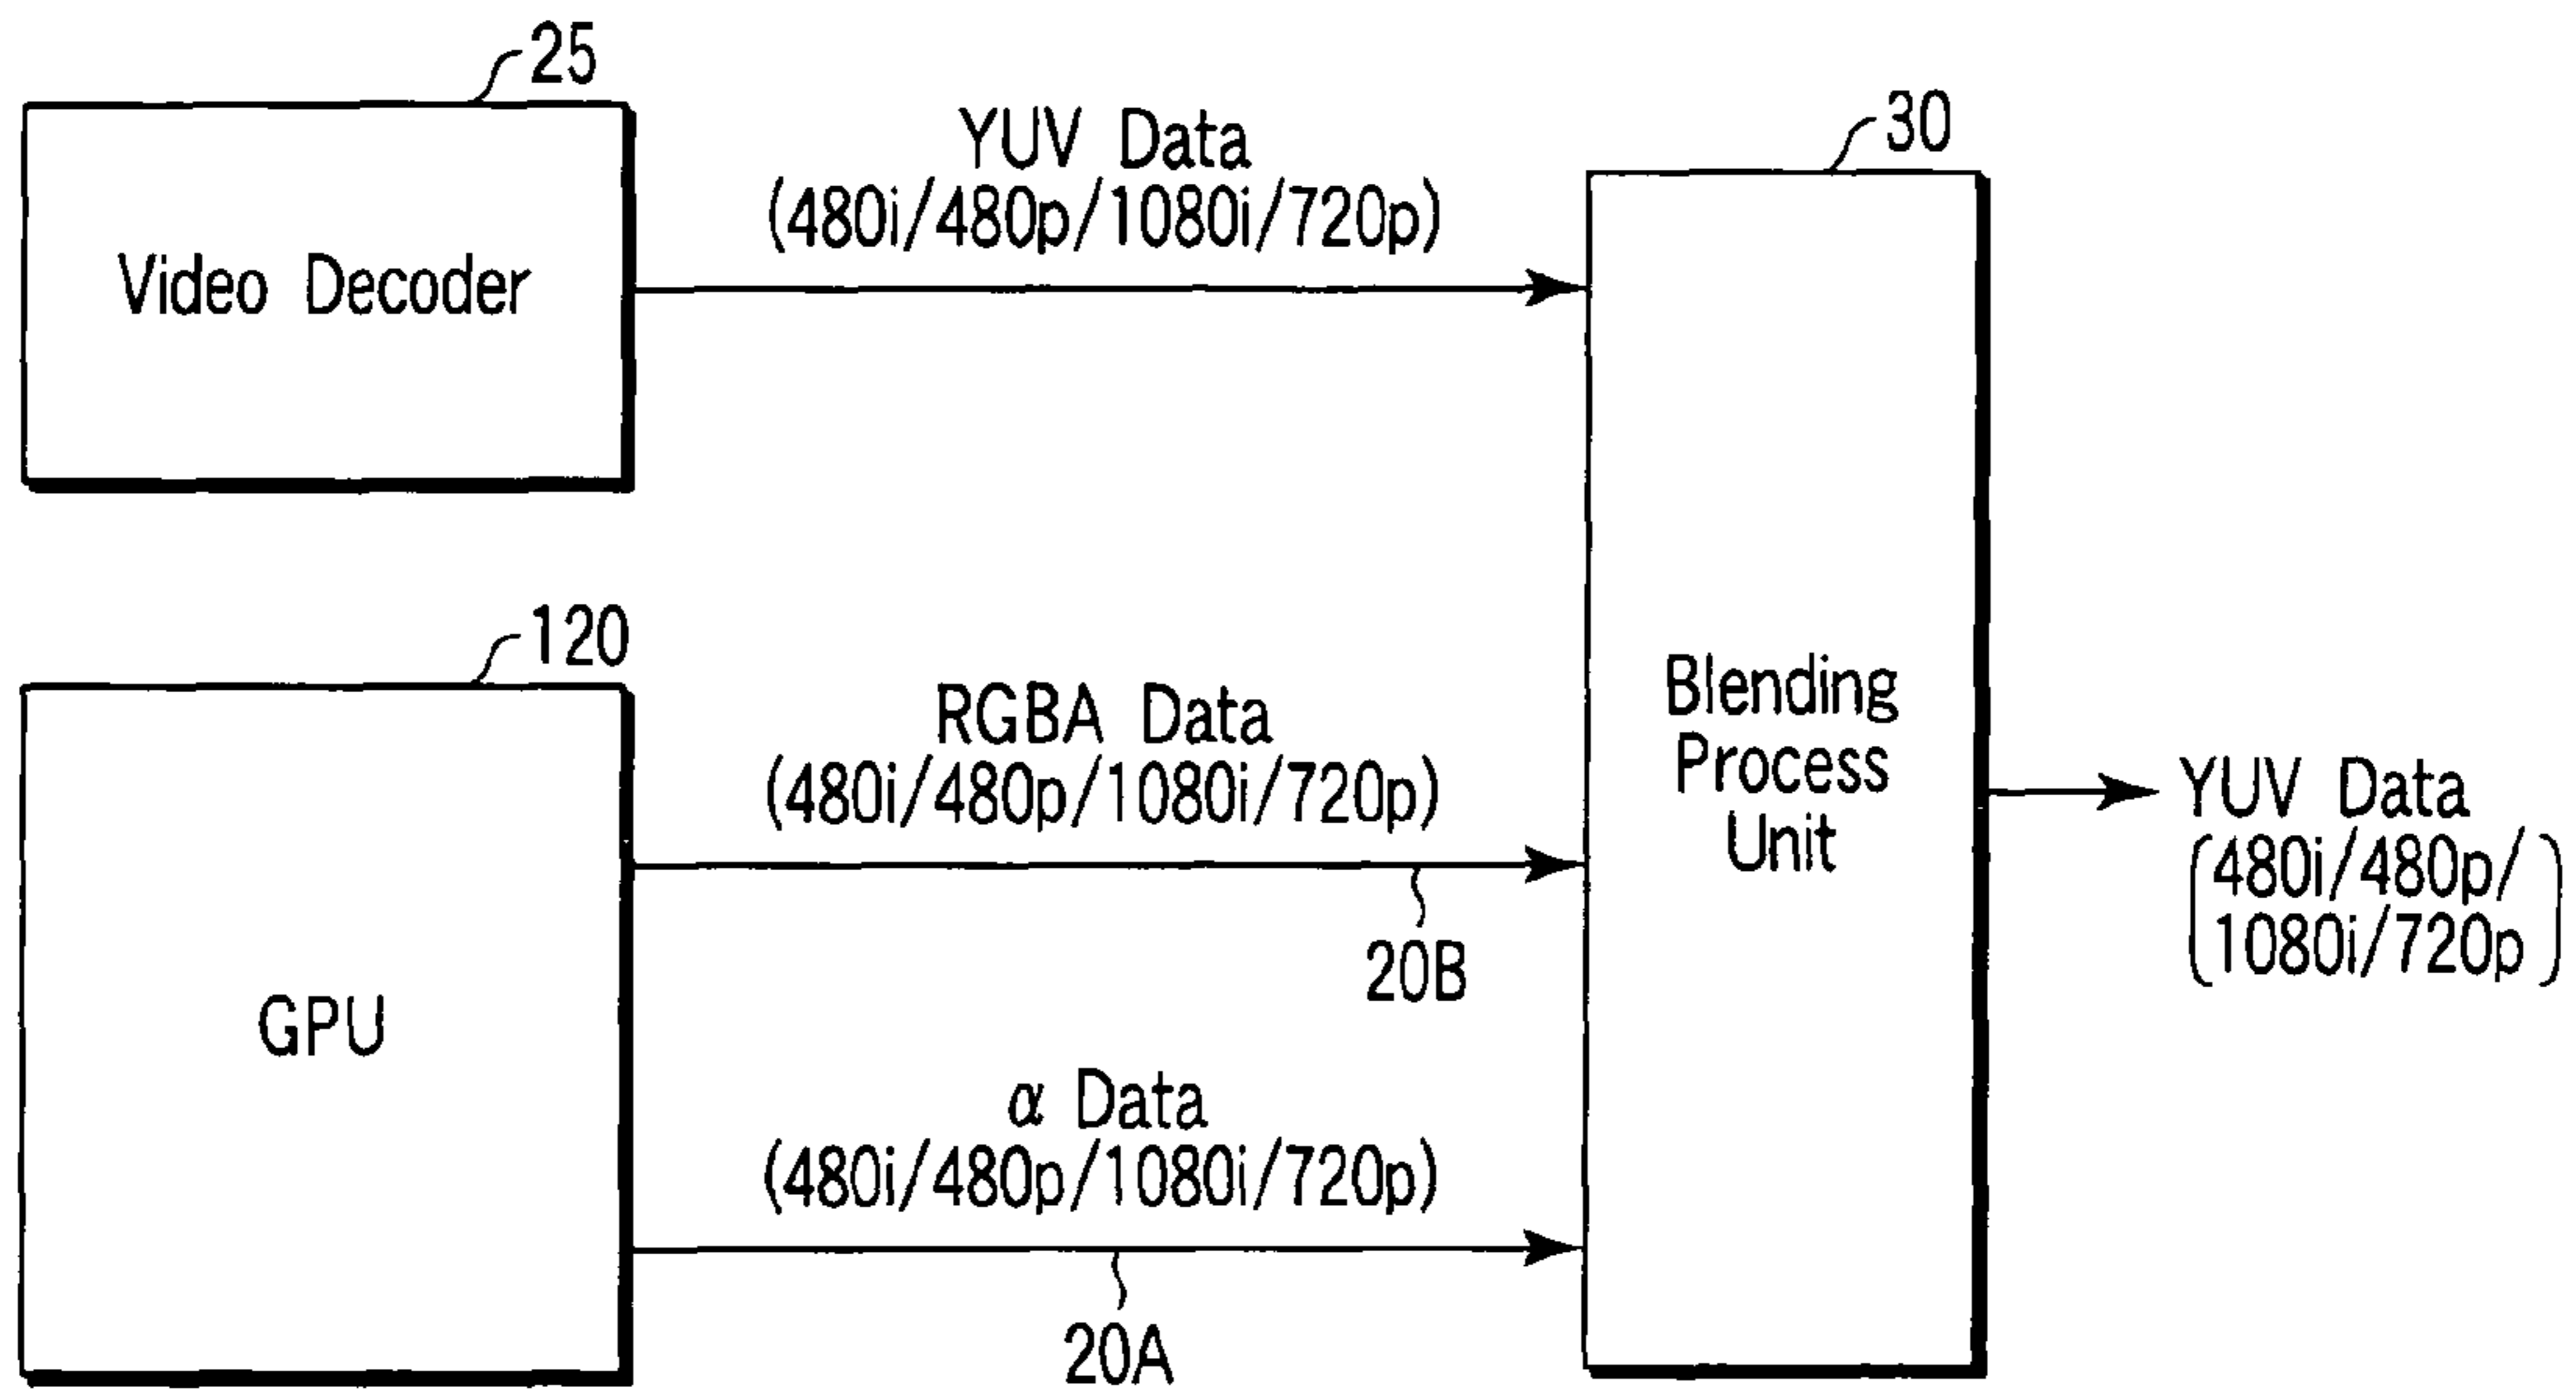 25
Video Decoder
YUV Data
(480i/480p/1080i/720p)
30
Blending
Process
Unit
120
GPU
RGBA Data
(480i/480p/1080i/720p)
20B
α Data
(480i/480p/1080i/720p)
20A
YUV Data
(480i/480p/
1080i/720p)